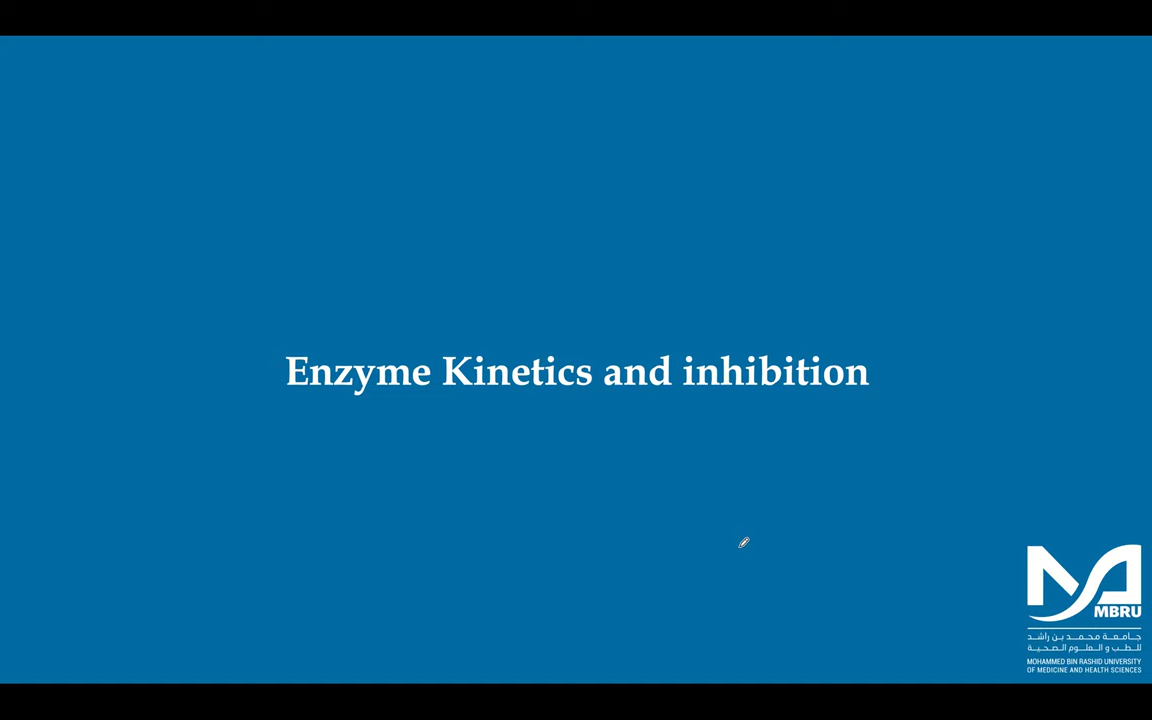 Enzyme Kinetics and inhibition
MBRU
جامعة محمد بن راشد
للطب و العلوم الصحية
MOHAMMED BIN RASHID UNIVERSITY
OF MEDICINE AND HEALTH SCIENCES